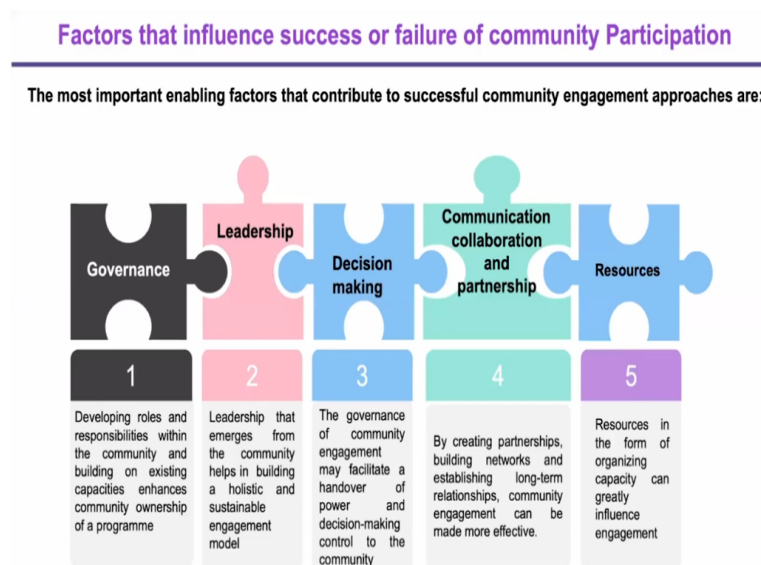 Factors that influence success or failure of community Participation
The most important enabling factors that contribute to successful community engagement approaches are:
Governance
Leadership
Decision
making
Communication
collaboration
and
partnership
Resources
1
2
3
4
5
Developing roles and
responsibilities within
the community and
building on existing
capacities enhances
community ownership
of a programme
Leadership that
emerges from
the community
helps in building
a holistic and
sustainable
engagement
model
The governance
of community
engagement
may facilitate a
handover of
power and
decision-making
control to the
community
By creating partnerships,
building networks and
establishing long-term
relationships, community
engagement can be
made more effective.
Resources in
the form of
organizing
capacity can
greatly
influence
engagement